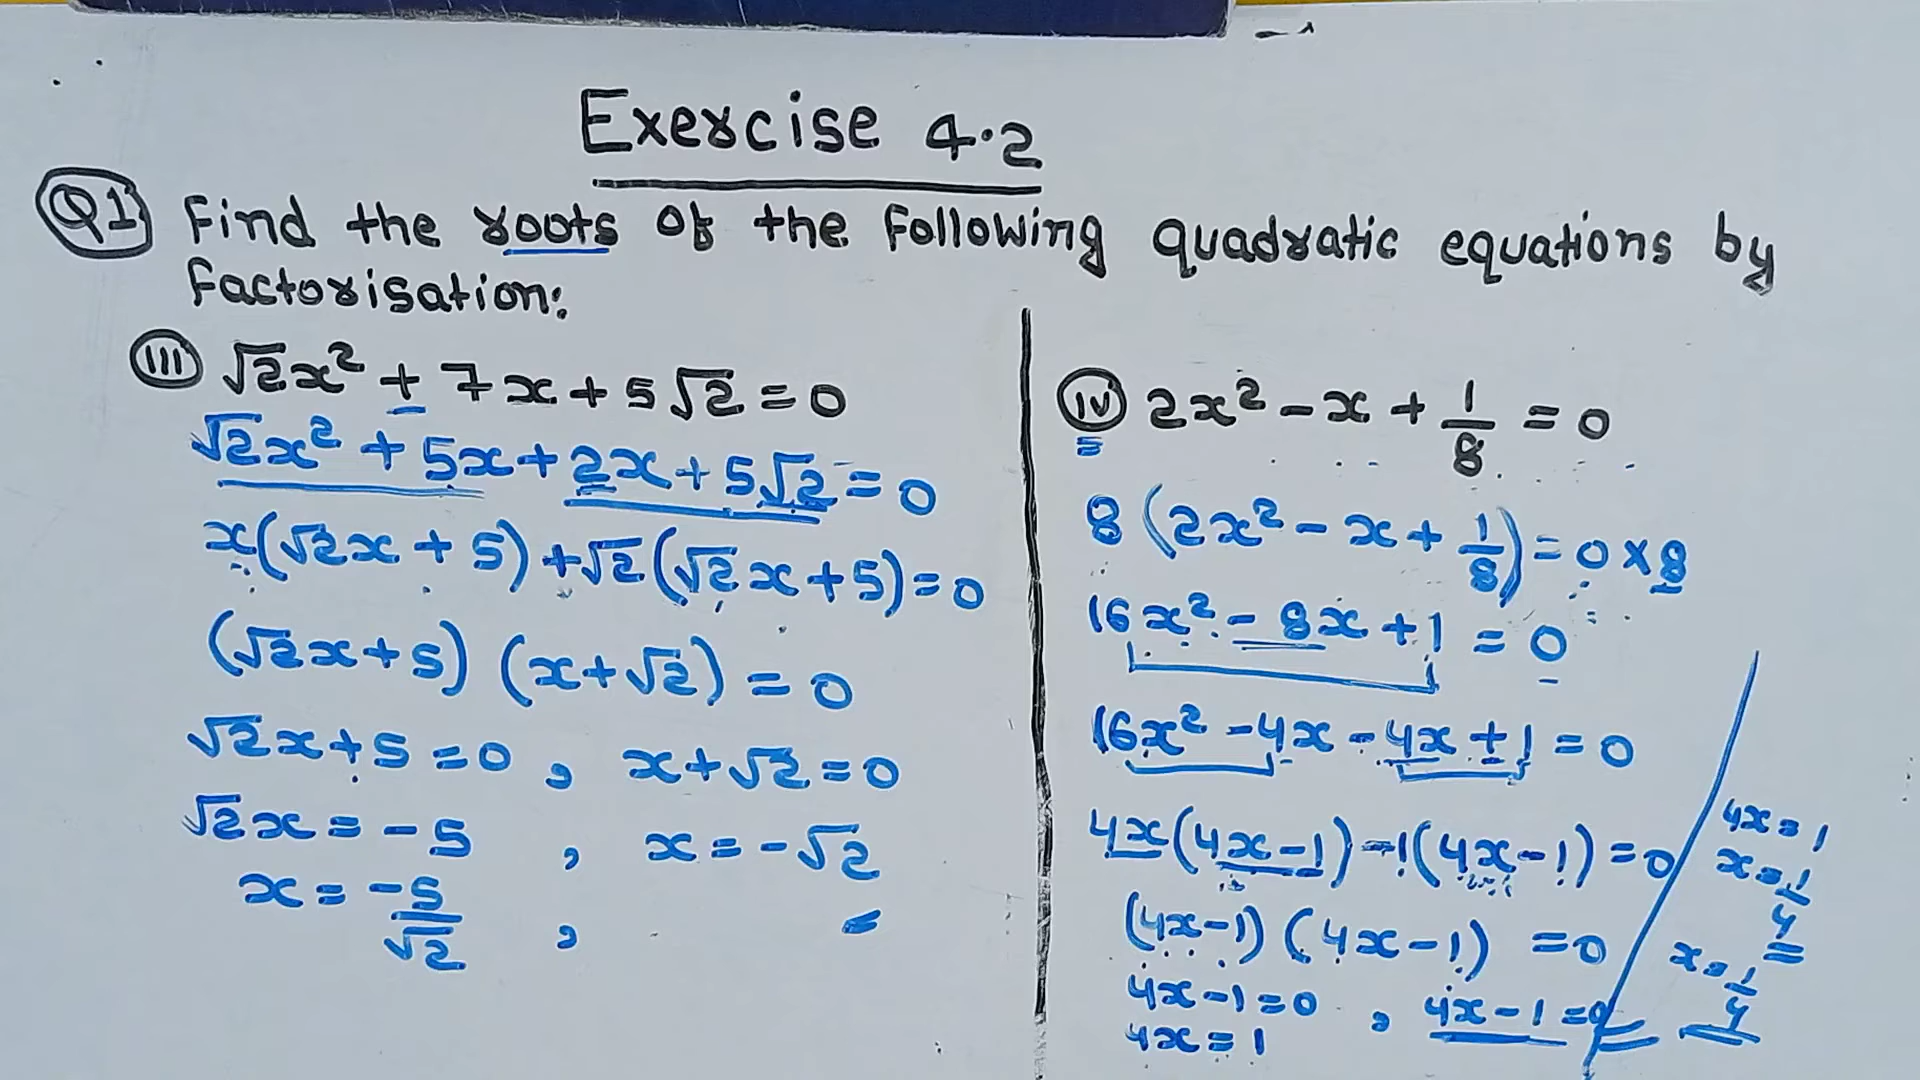 Exercise 4.2
Q1 Find the roots of the following quadratic equations by
factorisation:
(iii) √2x² + 7x + 5√2 = 0
√2x² + 5x + 2x + 5√2 = 0
x(√2x + 5) + √2(√2x + 5) = 0
(√2x + 5) (x + √2) = 0
√2x + 5 = 0 , x + √2 = 0
√2x = -5 , x = -√2
x = -5/√2 ,
(iv) 2x² - x + 1/8 = 0
8 (2x² - x + 1/8) = 0 × 8
16x² - 8x + 1 = 0
16x² - 4x - 4x + 1 = 0
4x(4x - 1) - 1(4x - 1) = 0
(4x - 1) (4x - 1) = 0
4x - 1 = 0 , 4x - 1 = 0
4x = 1
4x = 1
x = 1/4
x = 1/4